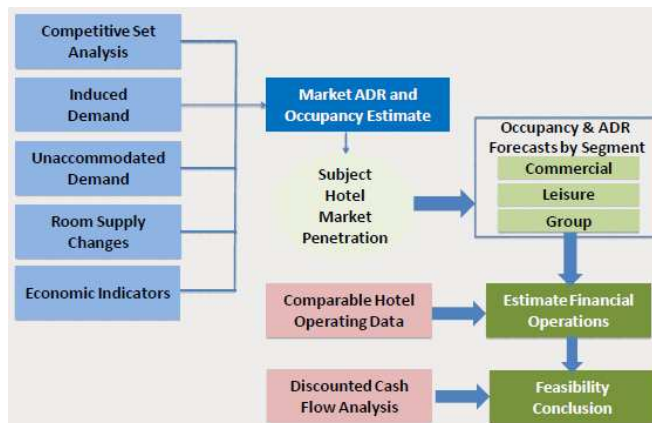 Competitive Set
Analysis
Induced
Demand
Unaccommodated
Demand
Room Supply
Changes
Economic Indicators
Market ADR and
Occupancy Estimate
Subject
Hotel
Market
Penetration
Occupancy & ADR
Forecasts by Segment
Commercial
Leisure
Group
Comparable Hotel
Operating Data
Estimate Financial
Operations
Discounted Cash
Flow Analysis
Feasibility
Conclusion